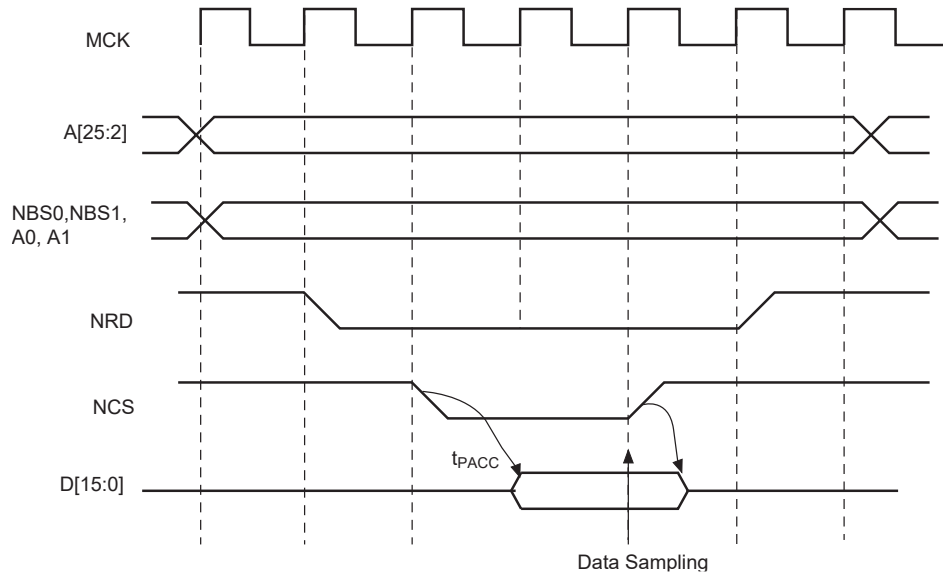 MCK
A[25:2]
NBS0,NBS1,
A0, A1
NRD
NCS
tPACC
D[15:0]
Data Sampling